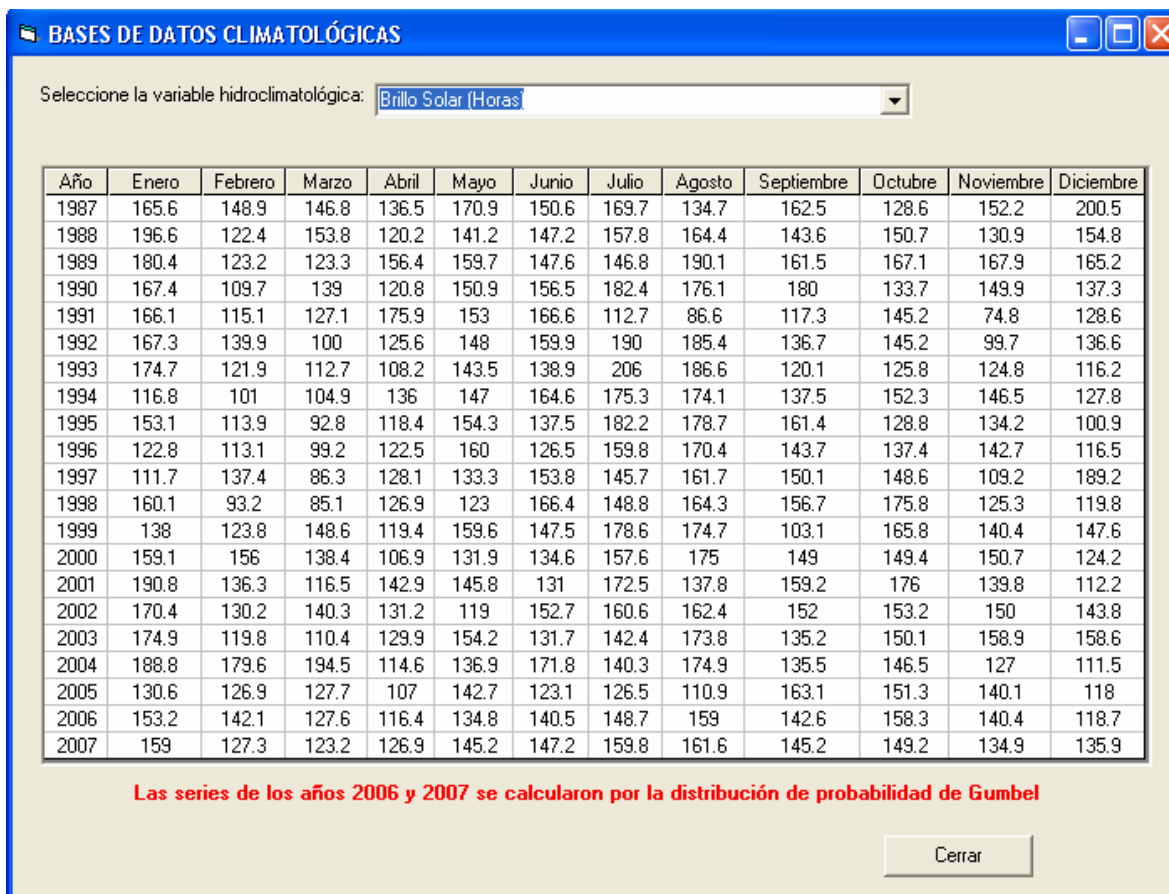 BASES DE DATOS CLIMATOLÓGICAS
Seleccione la variable hidroclimatológica: Brillo Solar (Horas)
Año Enero Febrero Marzo Abril Mayo Junio Julio Agosto Septiembre Octubre Noviembre Diciembre
1987 165.6 148.9 146.8 136.5 170.9 150.6 169.7 134.7 162.5 128.6 152.2 200.5
1988 196.6 122.4 153.8 120.2 141.2 147.2 157.8 164.4 143.6 150.7 130.9 154.8
1989 180.4 123.2 123.3 156.4 159.7 147.6 146.8 190.1 161.5 167.1 167.9 165.2
1990 167.4 109.7 139 120.8 150.9 156.5 182.4 176.1 180 133.7 149.9 137.3
1991 166.1 115.1 127.1 175.9 153 166.6 112.7 86.6 117.3 145.2 74.8 128.6
1992 167.3 139.9 100 125.6 148 159.9 190 185.4 136.7 145.2 99.7 136.6
1993 174.7 121.9 112.7 108.2 143.5 138.9 206 186.6 120.1 125.8 124.8 116.2
1994 116.8 101 104.9 136 147 164.6 175.3 174.1 137.5 152.3 146.5 127.8
1995 153.1 113.9 92.8 118.4 154.3 137.5 182.2 178.7 161.4 128.8 134.2 100.9
1996 122.8 113.1 99.2 122.5 160 126.5 159.8 170.4 143.7 137.4 142.7 116.5
1997 111.7 137.4 86.3 128.1 133.3 153.8 145.7 161.7 150.1 148.6 109.2 189.2
1998 160.1 93.2 85.1 126.9 123 166.4 148.8 164.3 156.7 175.8 125.3 119.8
1999 138 123.8 148.6 119.4 159.6 147.5 178.6 174.7 103.1 165.8 140.4 147.6
2000 159.1 156 138.4 106.9 131.9 134.6 157.6 175 149 149.4 150.7 124.2
2001 190.8 136.3 116.5 142.9 145.8 131 172.5 137.8 159.2 176 139.8 112.2
2002 170.4 130.2 140.3 131.2 119 152.7 160.6 162.4 152 153.2 150 143.8
2003 174.9 119.8 110.4 129.9 154.2 131.7 142.4 173.8 135.2 150.1 158.9 158.6
2004 188.8 179.6 194.5 114.6 136.9 171.8 140.3 174.9 135.5 146.5 127 111.5
2005 130.6 126.9 127.7 107 142.7 123.1 126.5 110.9 163.1 151.3 140.1 118
2006 153.2 142.1 127.6 116.4 134.8 140.5 148.7 159 142.6 158.3 140.4 118.7
2007 159 127.3 123.2 126.9 145.2 147.2 159.8 161.6 145.2 149.2 134.9 135.9
Las series de los años 2006 y 2007 se calcularon por la distribución de probabilidad de Gumbel
Cerrar